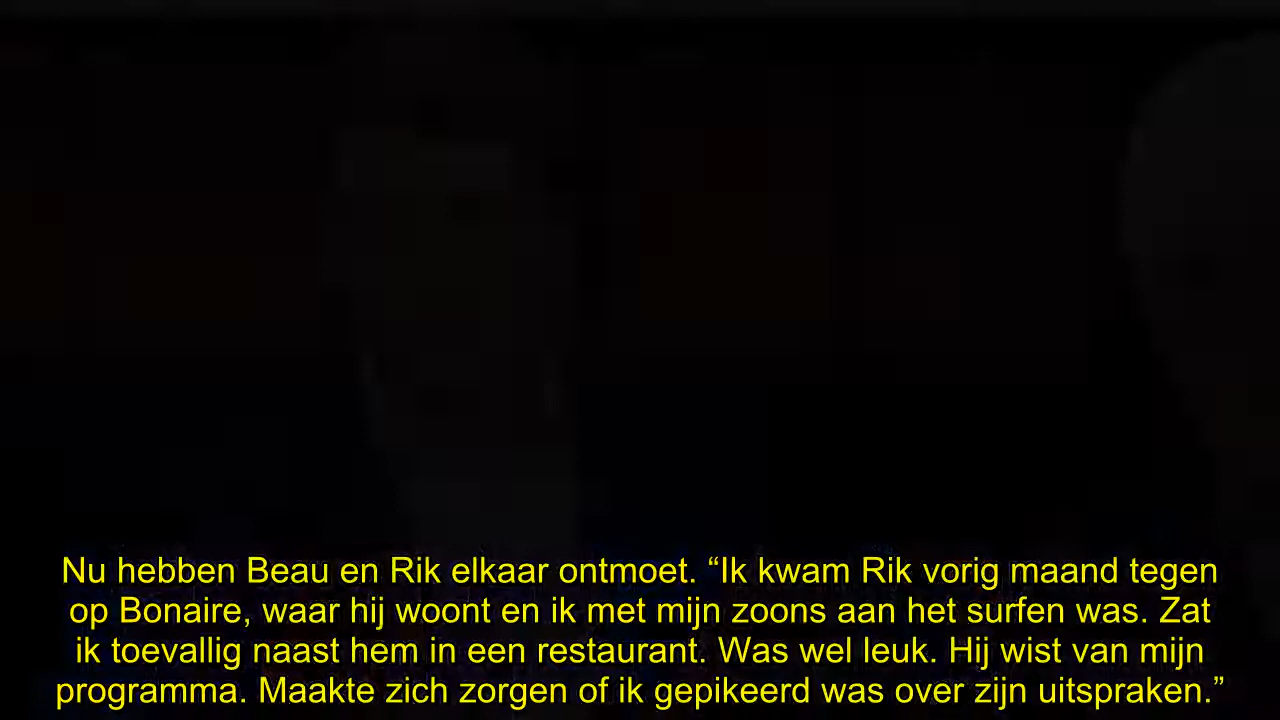 Nu hebben Beau en Rik elkaar ontmoet. “Ik kwam Rik vorig maand tegen
op Bonaire, waar hij woont en ik met mijn zoons aan het surfen was. Zat
ik toevallig naast hem in een restaurant. Was wel leuk. Hij wist van mijn
programma. Maakte zich zorgen of ik gepikeerd was over zijn uitspraken.”